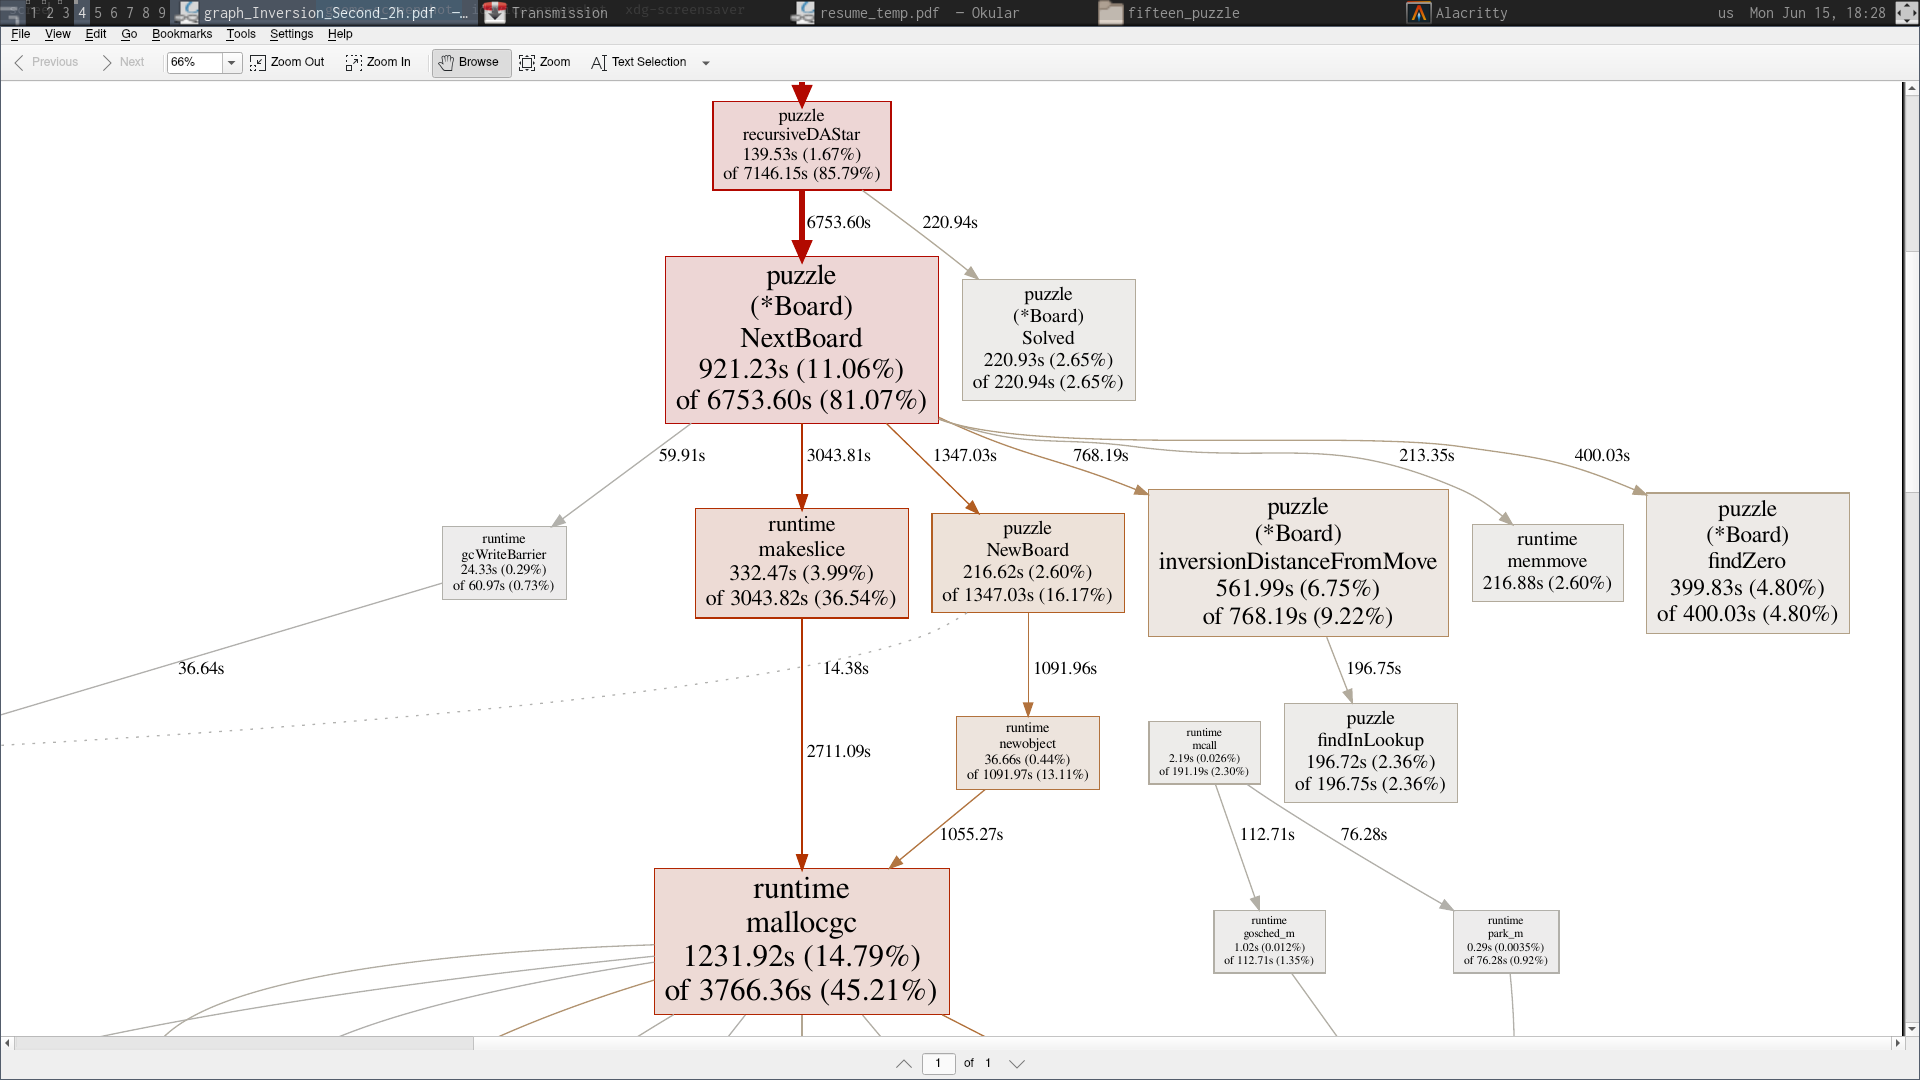 1 2 3 4 5 6 7 8 9 graph_Inversion_Second_2h.pdf —… Transmission xdg-screensaver resume_temp.pdf — Okular fifteen_puzzle Alacritty us Mon Jun 15, 18:28
File View Edit Go Bookmarks Tools Settings Help
Previous Next 66% Zoom Out Zoom In Browse Zoom Text Selection
puzzle
recursiveDAStar
139.53s (1.67%)
of 7146.15s (85.79%)
6753.60s 220.94s
puzzle
(*Board)
NextBoard
921.23s (11.06%)
of 6753.60s (81.07%)
puzzle
(*Board)
Solved
220.93s (2.65%)
of 220.94s (2.65%)
59.91s 3043.81s 1347.03s 768.19s 213.35s 400.03s
runtime
gcWriteBarrier
24.33s (0.29%)
of 60.97s (0.73%)
runtime
makeslice
332.47s (3.99%)
of 3043.82s (36.54%)
puzzle
NewBoard
216.62s (2.60%)
of 1347.03s (16.17%)
puzzle
(*Board)
inversionDistanceFromMove
561.99s (6.75%)
of 768.19s (9.22%)
runtime
memmove
216.88s (2.60%)
puzzle
(*Board)
findZero
399.83s (4.80%)
of 400.03s (4.80%)
36.64s 14.38s 1091.96s 196.75s
2711.09s
runtime
newobject
36.66s (0.44%)
of 1091.97s (13.11%)
runtime
mcall
2.19s (0.026%)
of 191.19s (2.30%)
puzzle
findInLookup
196.72s (2.36%)
of 196.75s (2.36%)
1055.27s 112.71s 76.28s
runtime
mallocgc
1231.92s (14.79%)
of 3766.36s (45.21%)
runtime
gosched_m
1.02s (0.012%)
of 112.71s (1.35%)
runtime
park_m
0.29s (0.0035%)
of 76.28s (0.92%)
1 of 1